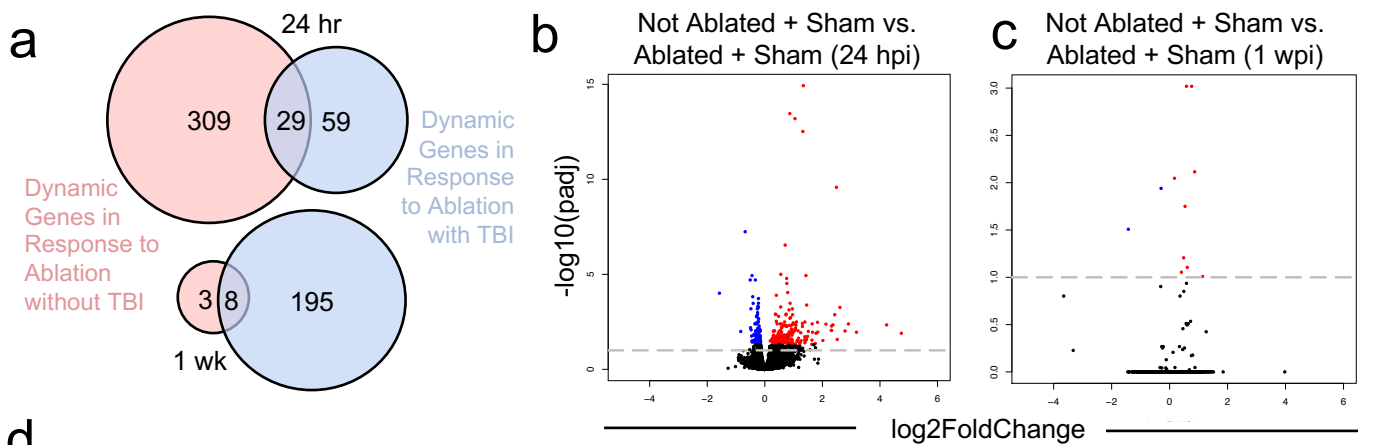 a
24 hr
309
29
59
Dynamic
Genes in
Response
to Ablation
with TBI
Dynamic
Genes in
Response to
Ablation
without TBI
3
8
195
1 wk
b
Not Ablated + Sham vs.
Ablated + Sham (24 hpi)
-log10(padj)
15
10
5
0
−4
−2
0
2
4
6
c
Not Ablated + Sham vs.
Ablated + Sham (1 wpi)
3.0
2.5
2.0
1.5
1.0
0.5
0.0
−4
−2
0
2
4
6
log2FoldChange